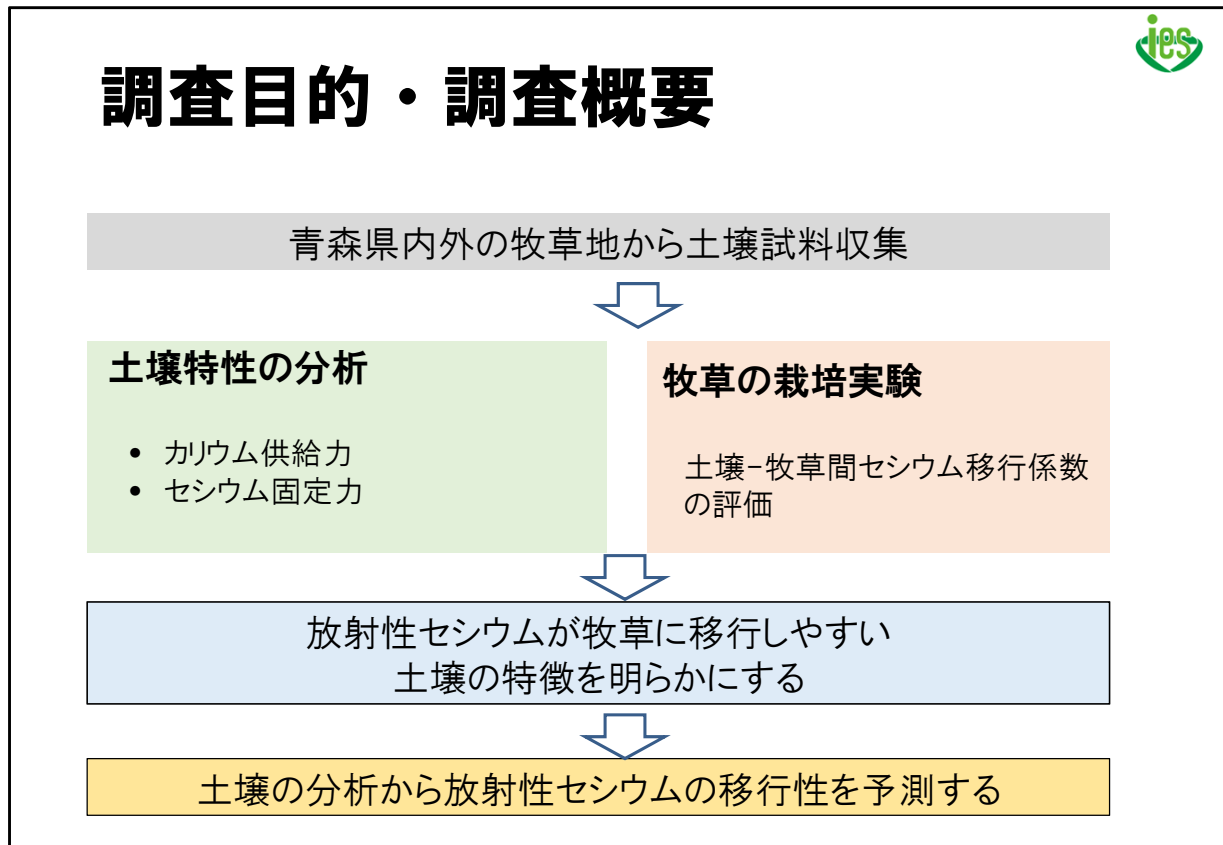 ies
調査目的・調査概要
青森県内外の牧草地から土壌試料収集
土壌特性の分析
• カリウム供給力
• セシウム固定力
牧草の栽培実験
土壌-牧草間セシウム移行係数
の評価
放射性セシウムが牧草に移行しやすい
土壌の特徴を明らかにする
土壌の分析から放射性セシウムの移行性を予測する